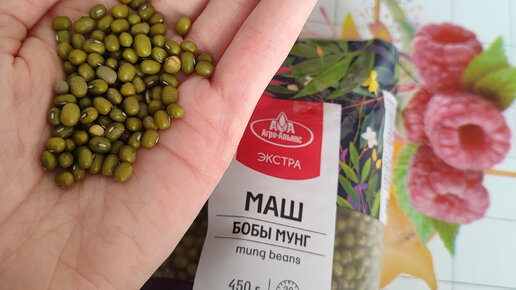 Агро-Альянс
ЭКСТРА
МАШ
БОБЫ МУНГ
mung beans
450 г